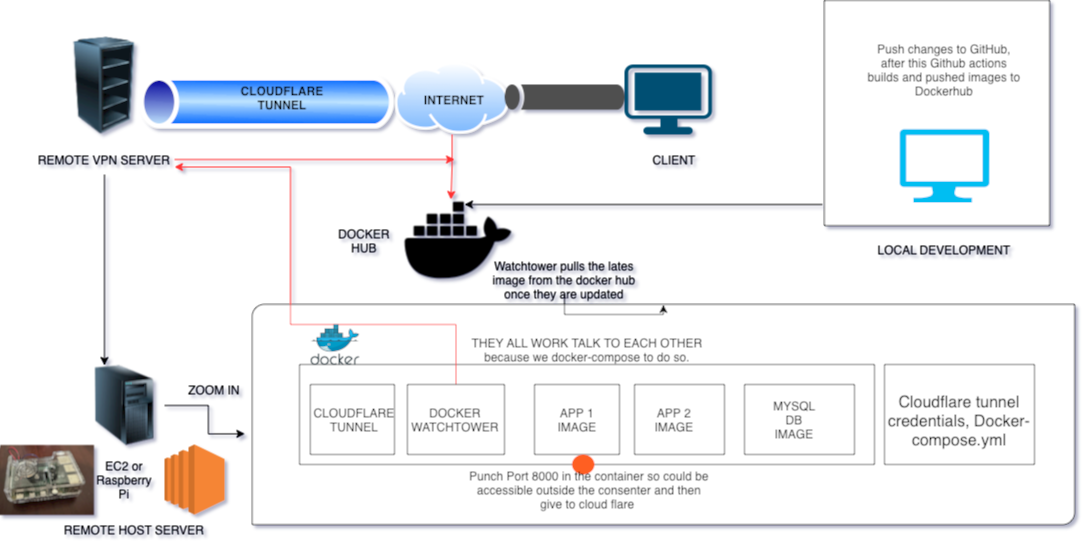 Push changes to GitHub,
after this Github actions
builds and pushed images to
Dockerhub
CLOUDFLARE
TUNNEL
INTERNET
REMOTE VPN SERVER
CLIENT
DOCKER
HUB
LOCAL DEVELOPMENT
Watchtower pulls the lates
image from the docker hub
once they are updated
docker
THEY ALL WORK TALK TO EACH OTHER
because we docker-compose to do so.
ZOOM IN
CLOUDFLARE
TUNNEL
DOCKER
WATCHTOWER
APP 1
IMAGE
APP 2
IMAGE
MYSQL
DB
IMAGE
Cloudflare tunnel
credentials, Docker-
compose.yml
EC2 or
Raspberry
Pi
Punch Port 8000 in the container so could be
accessible outside the consenter and then
give to cloud flare
REMOTE HOST SERVER